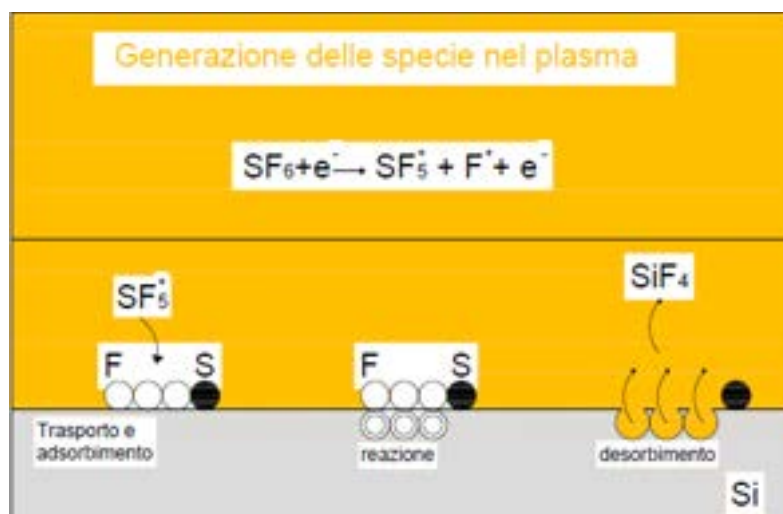 Generazione delle specie nel plasma
SF₆+e⁻→ SF₅* + F*+ e⁻
SF₅*
SiF₄
F S
F S
Trasporto e
adsorbimento
reazione
desorbimento
Si